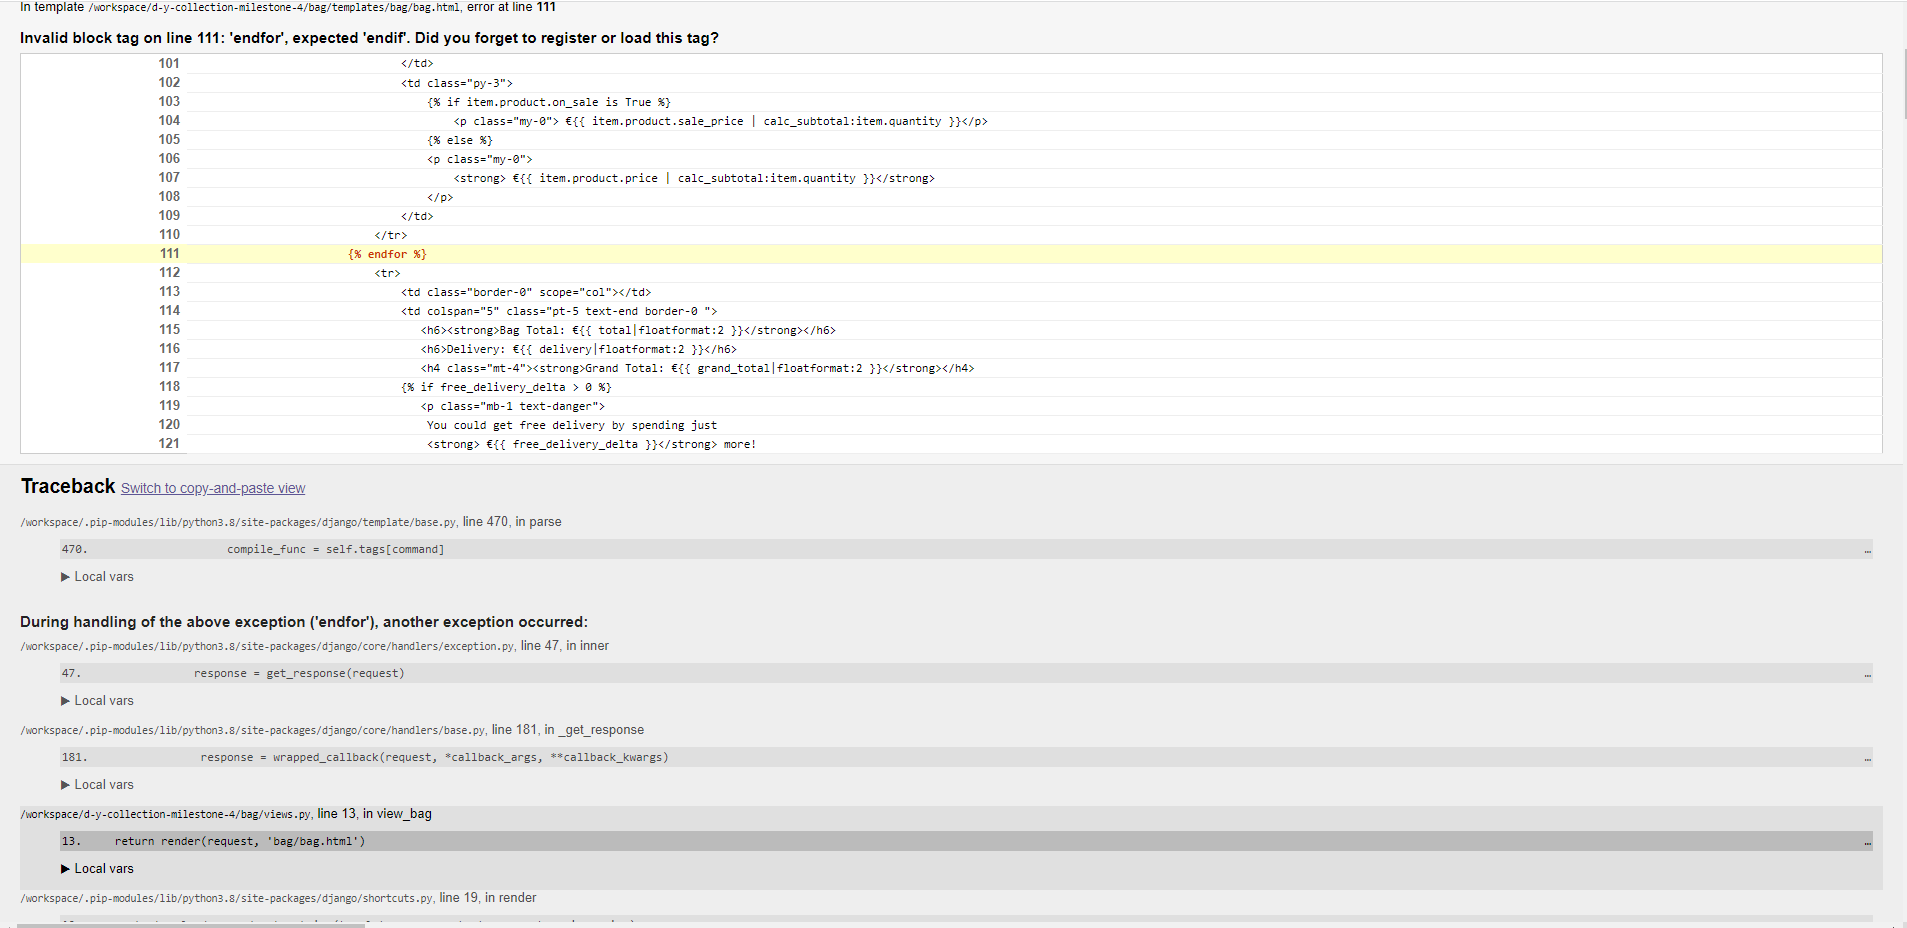 In template /workspace/d-y-collection-milestone-4/bag/templates/bag/bag.html, error at line 111
Invalid block tag on line 111: 'endfor', expected 'endif'. Did you forget to register or load this tag?
101 </td>
102 <td class="py-3">
103 {% if item.product.on_sale is True %}
104 <p class="my-0"> €{{ item.product.sale_price | calc_subtotal:item.quantity }}</p>
105 {% else %}
106 <p class="my-0">
107 <strong> €{{ item.product.price | calc_subtotal:item.quantity }}</strong>
108 </p>
109 </td>
110 </tr>
111 {% endfor %}
112 <tr>
113 <td class="border-0" scope="col"></td>
114 <td colspan="5" class="pt-5 text-end border-0 ">
115 <h6><strong>Bag Total: €{{ total|floatformat:2 }}</strong></h6>
116 <h6>Delivery: €{{ delivery|floatformat:2 }}</h6>
117 <h4 class="mt-4"><strong>Grand Total: €{{ grand_total|floatformat:2 }}</strong></h4>
118 {% if free_delivery_delta > 0 %}
119 <p class="mb-1 text-danger">
120 You could get free delivery by spending just
121 <strong> €{{ free_delivery_delta }}</strong> more!
Traceback Switch to copy-and-paste view
/workspace/.pip-modules/lib/python3.8/site-packages/django/template/base.py, line 470, in parse
470. compile_func = self.tags[command] …
▶ Local vars
During handling of the above exception ('endfor'), another exception occurred:
/workspace/.pip-modules/lib/python3.8/site-packages/django/core/handlers/exception.py, line 47, in inner
47. response = get_response(request) …
▶ Local vars
/workspace/.pip-modules/lib/python3.8/site-packages/django/core/handlers/base.py, line 181, in _get_response
181. response = wrapped_callback(request, *callback_args, **callback_kwargs) …
▶ Local vars
/workspace/d-y-collection-milestone-4/bag/views.py, line 13, in view_bag
13. return render(request, 'bag/bag.html') …
▶ Local vars
/workspace/.pip-modules/lib/python3.8/site-packages/django/shortcuts.py, line 19, in render